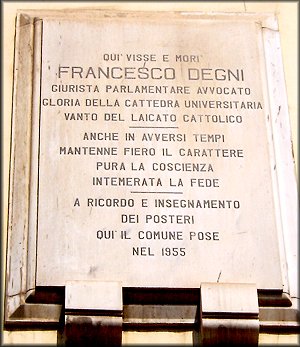 QUI' VISSE E MORI'
FRANCESCO DEGNI
GIURISTA PARLAMENTARE AVVOCATO
GLORIA DELLA CATTEDRA UNIVERSITARIA
VANTO DEL LAICATO CATTOLICO
ANCHE IN AVVERSI TEMPI
MANTENNE FIERO IL CARATTERE
PURA LA COSCIENZA
INTEMERATA LA FEDE
A RICORDO E INSEGNAMENTO
DEI POSTERI
QUI' IL COMUNE POSE
NEL 1955